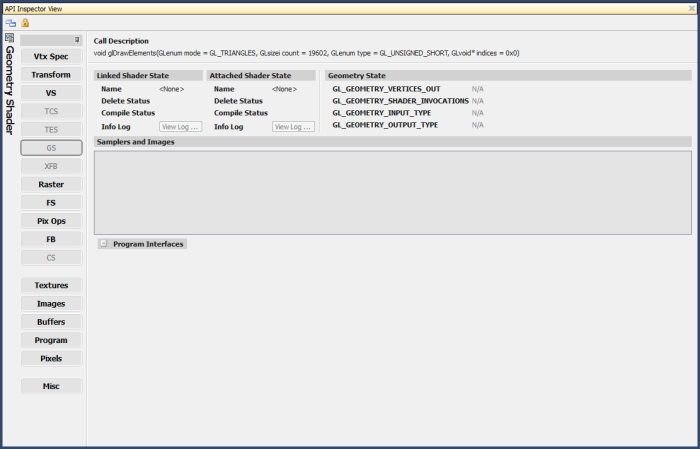 API Inspector View
Geometry Shader
Vtx Spec
Transform
VS
TCS
TES
GS
XFB
Raster
FS
Pix Ops
FB
CS
Textures
Images
Buffers
Program
Pixels
Misc
Call Description
void glDrawElements(GLenum mode = GL_TRIANGLES, GLsizei count = 19602, GLenum type = GL_UNSIGNED_SHORT, GLvoid* indices = 0x0)
Linked Shader State
Name <None>
Delete Status
Compile Status
Info Log View Log ...
Attached Shader State
Name <None>
Delete Status
Compile Status
Info Log View Log ...
Geometry State
GL_GEOMETRY_VERTICES_OUT N/A
GL_GEOMETRY_SHADER_INVOCATIONS N/A
GL_GEOMETRY_INPUT_TYPE N/A
GL_GEOMETRY_OUTPUT_TYPE N/A
Samplers and Images
Program Interfaces